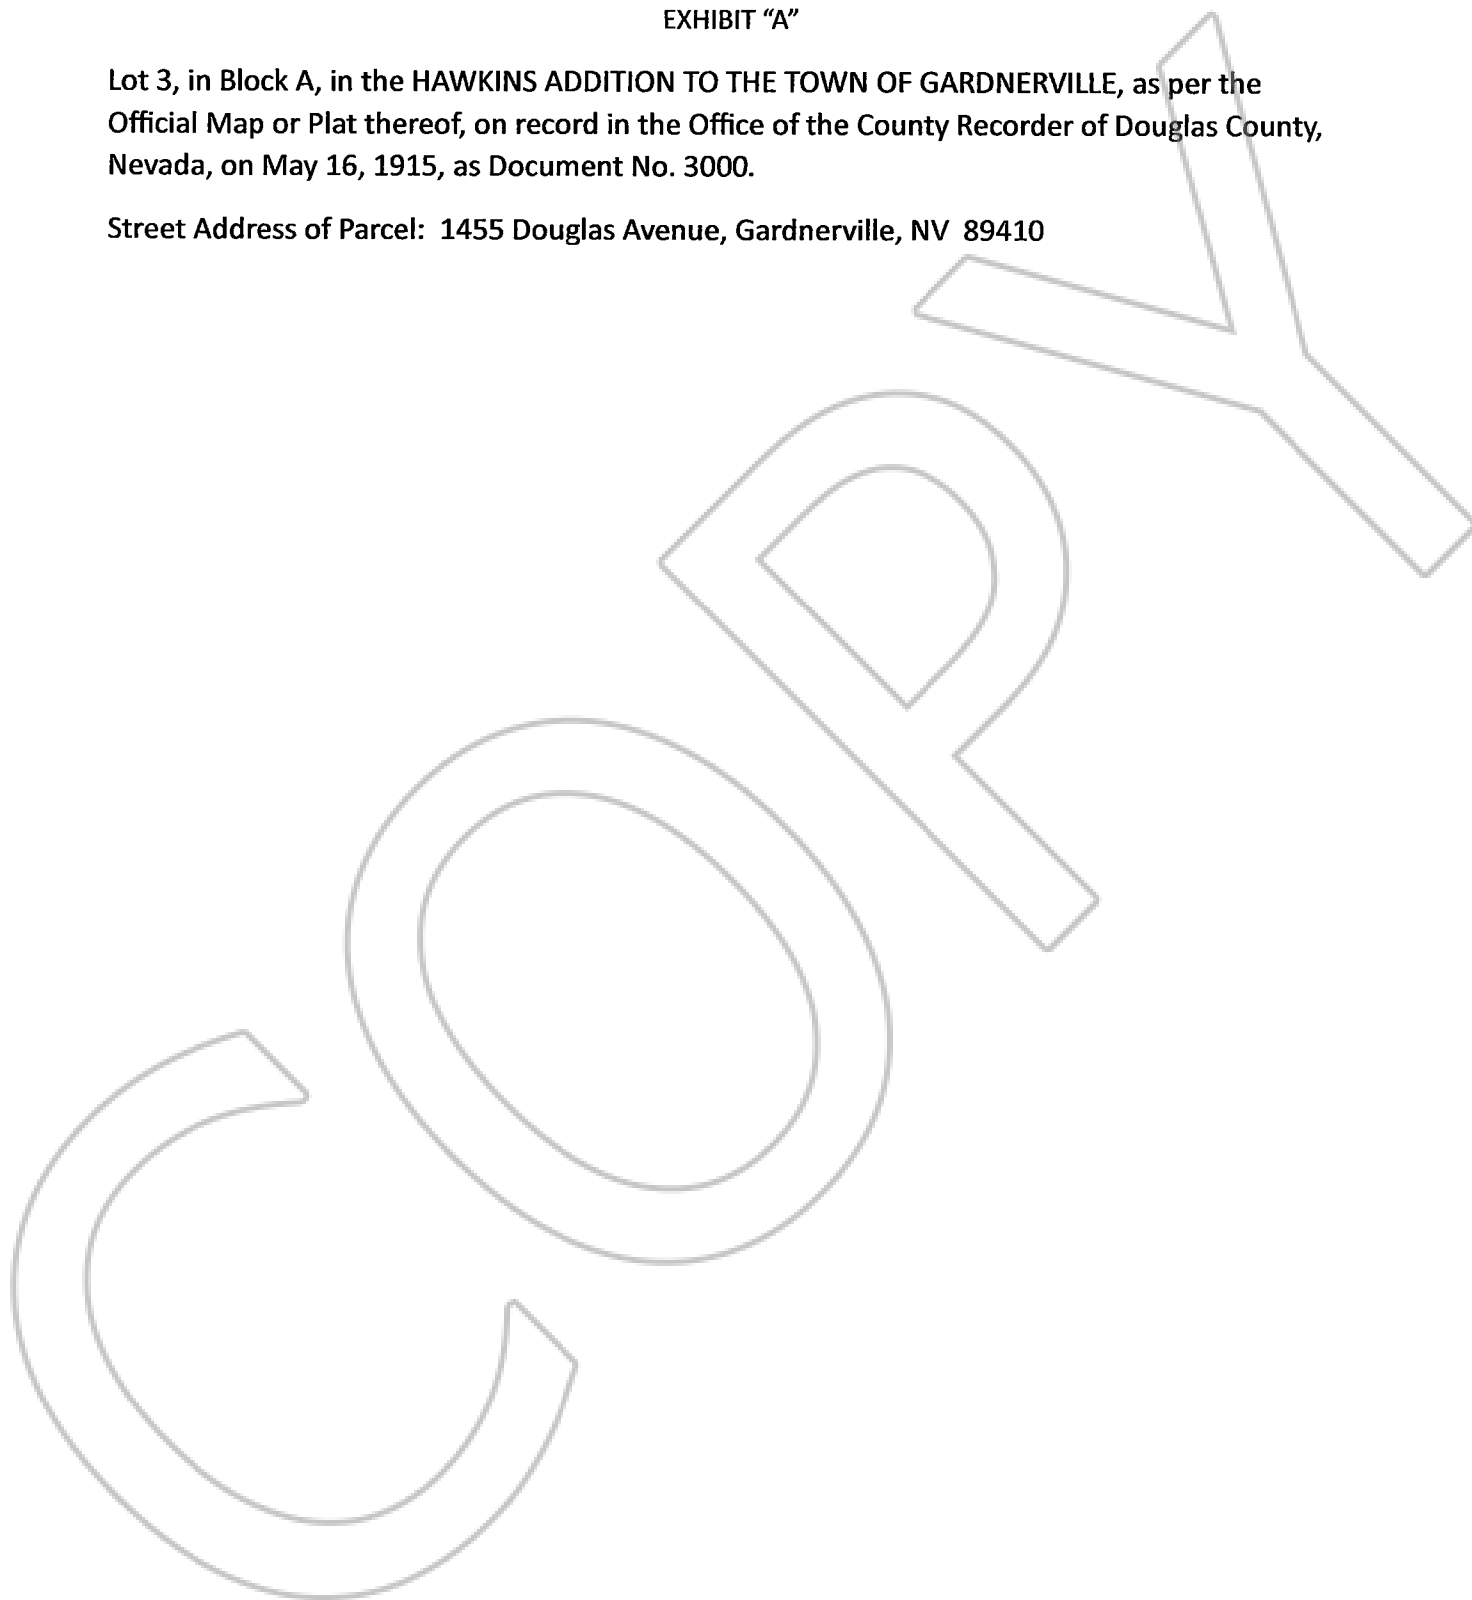 EXHIBIT “A”
Lot 3, in Block A, in the HAWKINS ADDITION TO THE TOWN OF GARDNERVILLE, as per the
Official Map or Plat thereof, on record in the Office of the County Recorder of Douglas County,
Nevada, on May 16, 1915, as Document No. 3000.
Street Address of Parcel:  1455 Douglas Avenue, Gardnerville, NV  89410
COPY